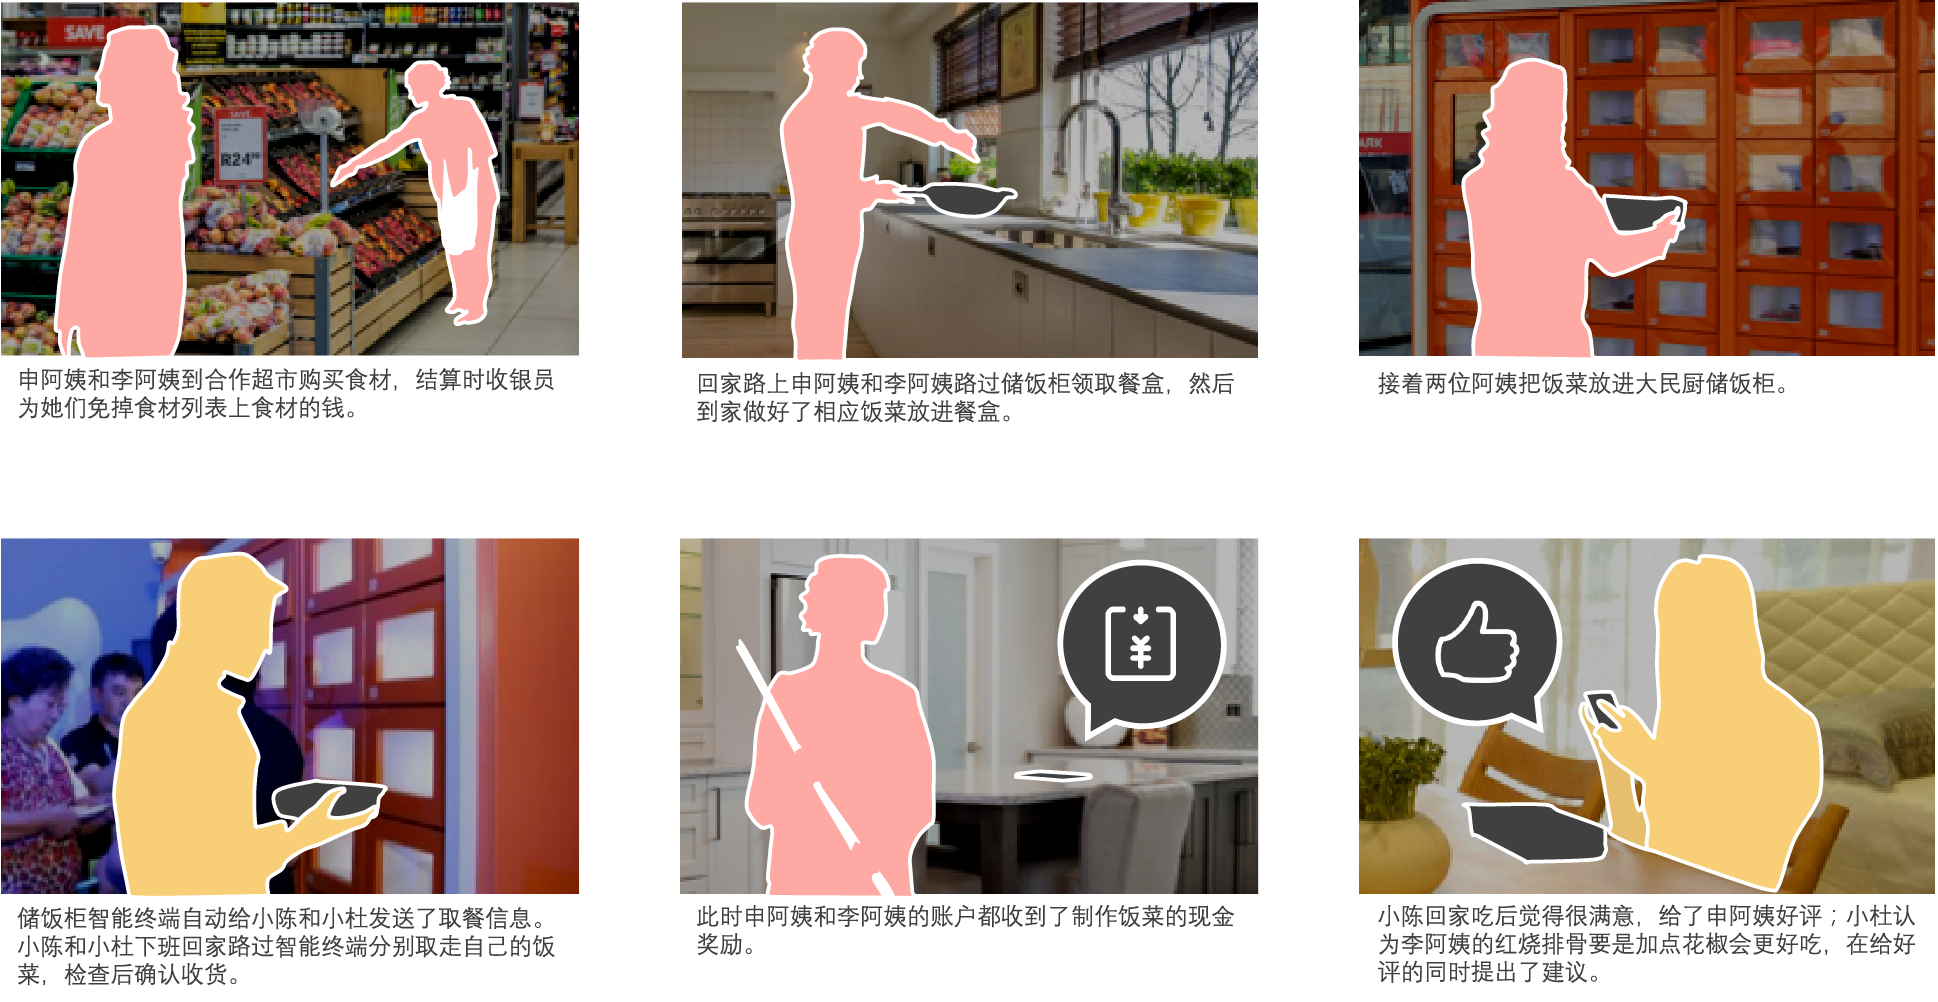 SAVE
SAVE
R24⁹⁹
ARK
申阿姨和李阿姨到合作超市购买食材，结算时收银员
为她们免掉食材列表上食材的钱。
回家路上申阿姨和李阿姨路过储饭柜领取餐盒，然后
到家做好了相应饭菜放进餐盒。
接着两位阿姨把饭菜放进大民厨储饭柜。
¥
储饭柜智能终端自动给小陈和小杜发送了取餐信息。
小陈和小杜下班回家路过智能终端分别取走自己的饭
菜，检查后确认收货。
此时申阿姨和李阿姨的账户都收到了制作饭菜的现金
奖励。
小陈回家吃后觉得很满意，给了申阿姨好评；小杜认
为李阿姨的红烧排骨要是加点花椒会更好吃，在给好
评的同时提出了建议。